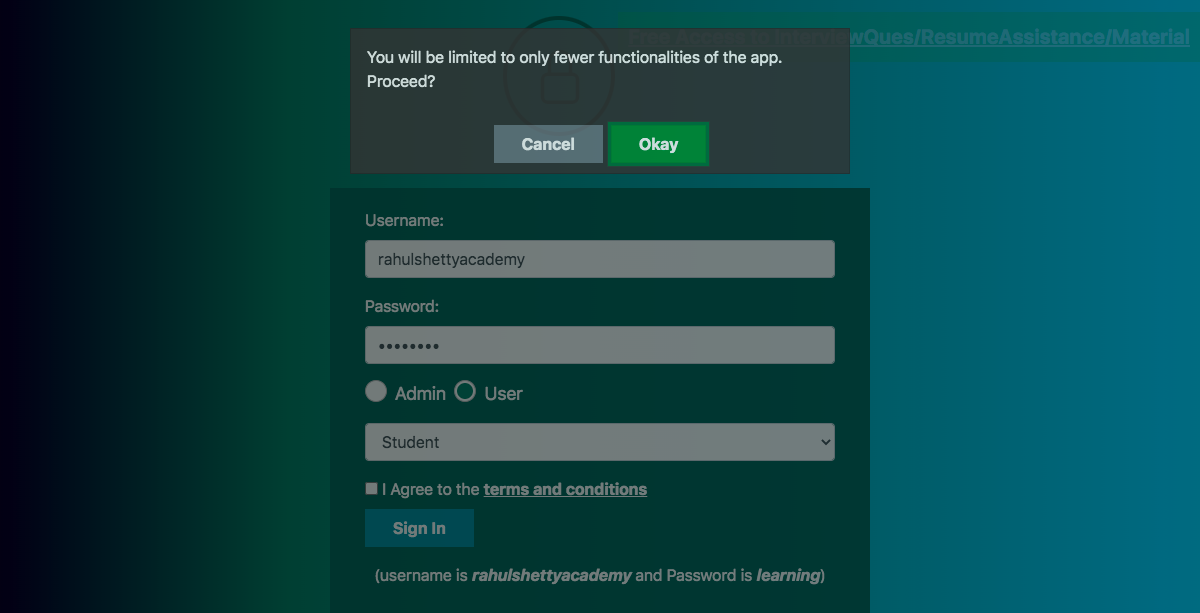 Free Access to InterviewQues/ResumeAssistance/Material
You will be limited to only fewer functionalities of the app.
Proceed?
Cancel Okay
Username:
rahulshettyacademy
Password:
••••••••
Admin User
Student
I Agree to the terms and conditions
Sign In
(username is rahulshettyacademy and Password is learning)